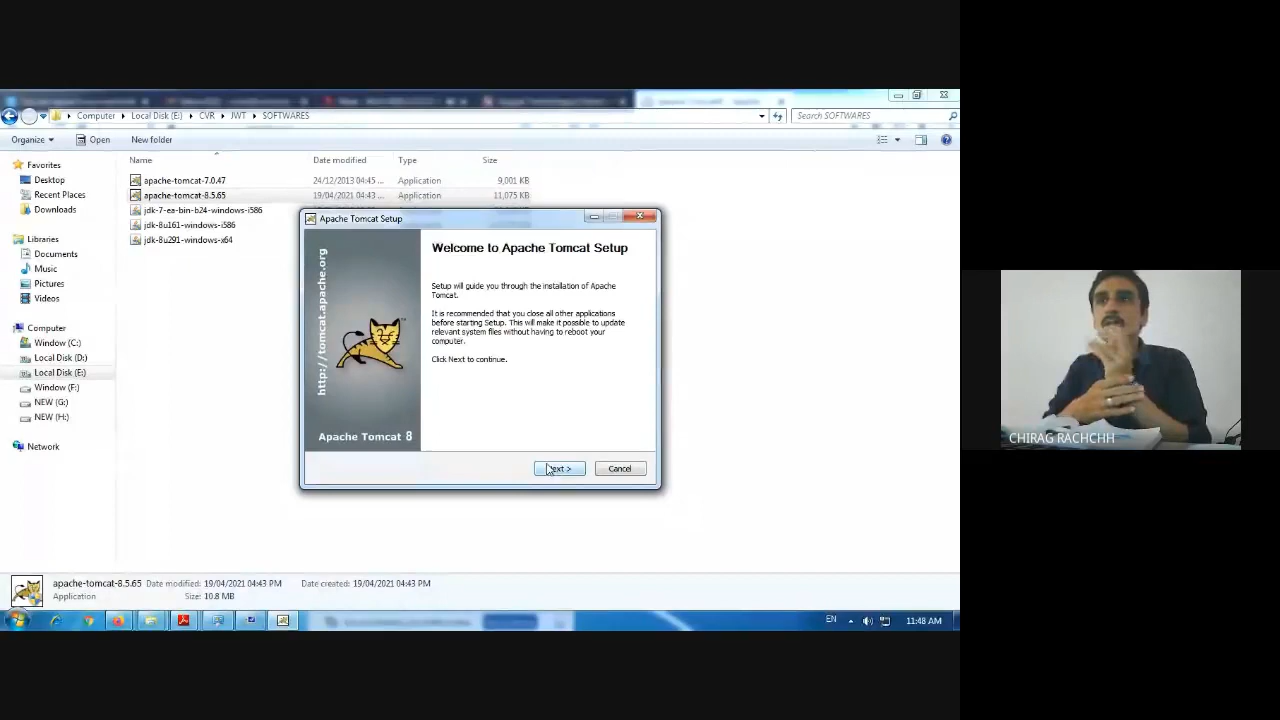 Computer
Local Disk (E:)
CVR
JWT
SOFTWARES
Search SOFTWARES
Organize
Open
New folder
Name
Date modified
Type
Size
Favorites
Desktop
Recent Places
Downloads
Libraries
Documents
Music
Pictures
Videos
Computer
Window (C:)
Local Disk (D:)
Local Disk (E:)
Window (F:)
NEW (G:)
NEW (H:)
Network
apache-tomcat-7.0.47 24/12/2013 04:45 ... Application 9,001 KB
apache-tomcat-8.5.65 19/04/2021 04:43 ... Application 11,075 KB
jdk-7-ea-bin-b24-windows-i586
jdk-8u161-windows-i586
jdk-8u291-windows-x64
Apache Tomcat Setup
http://tomcat.apache.org
Apache Tomcat 8
Welcome to Apache Tomcat Setup
Setup will guide you through the installation of Apache
Tomcat.
It is recommended that you close all other applications
before starting Setup. This will make it possible to update
relevant system files without having to reboot your
computer.
Click Next to continue.
Next >
Cancel
apache-tomcat-8.5.65 Date modified: 19/04/2021 04:43 PM Date created: 19/04/2021 04:43 PM
Application Size: 10.8 MB
EN
11:48 AM
CHIRAG RACHCHH